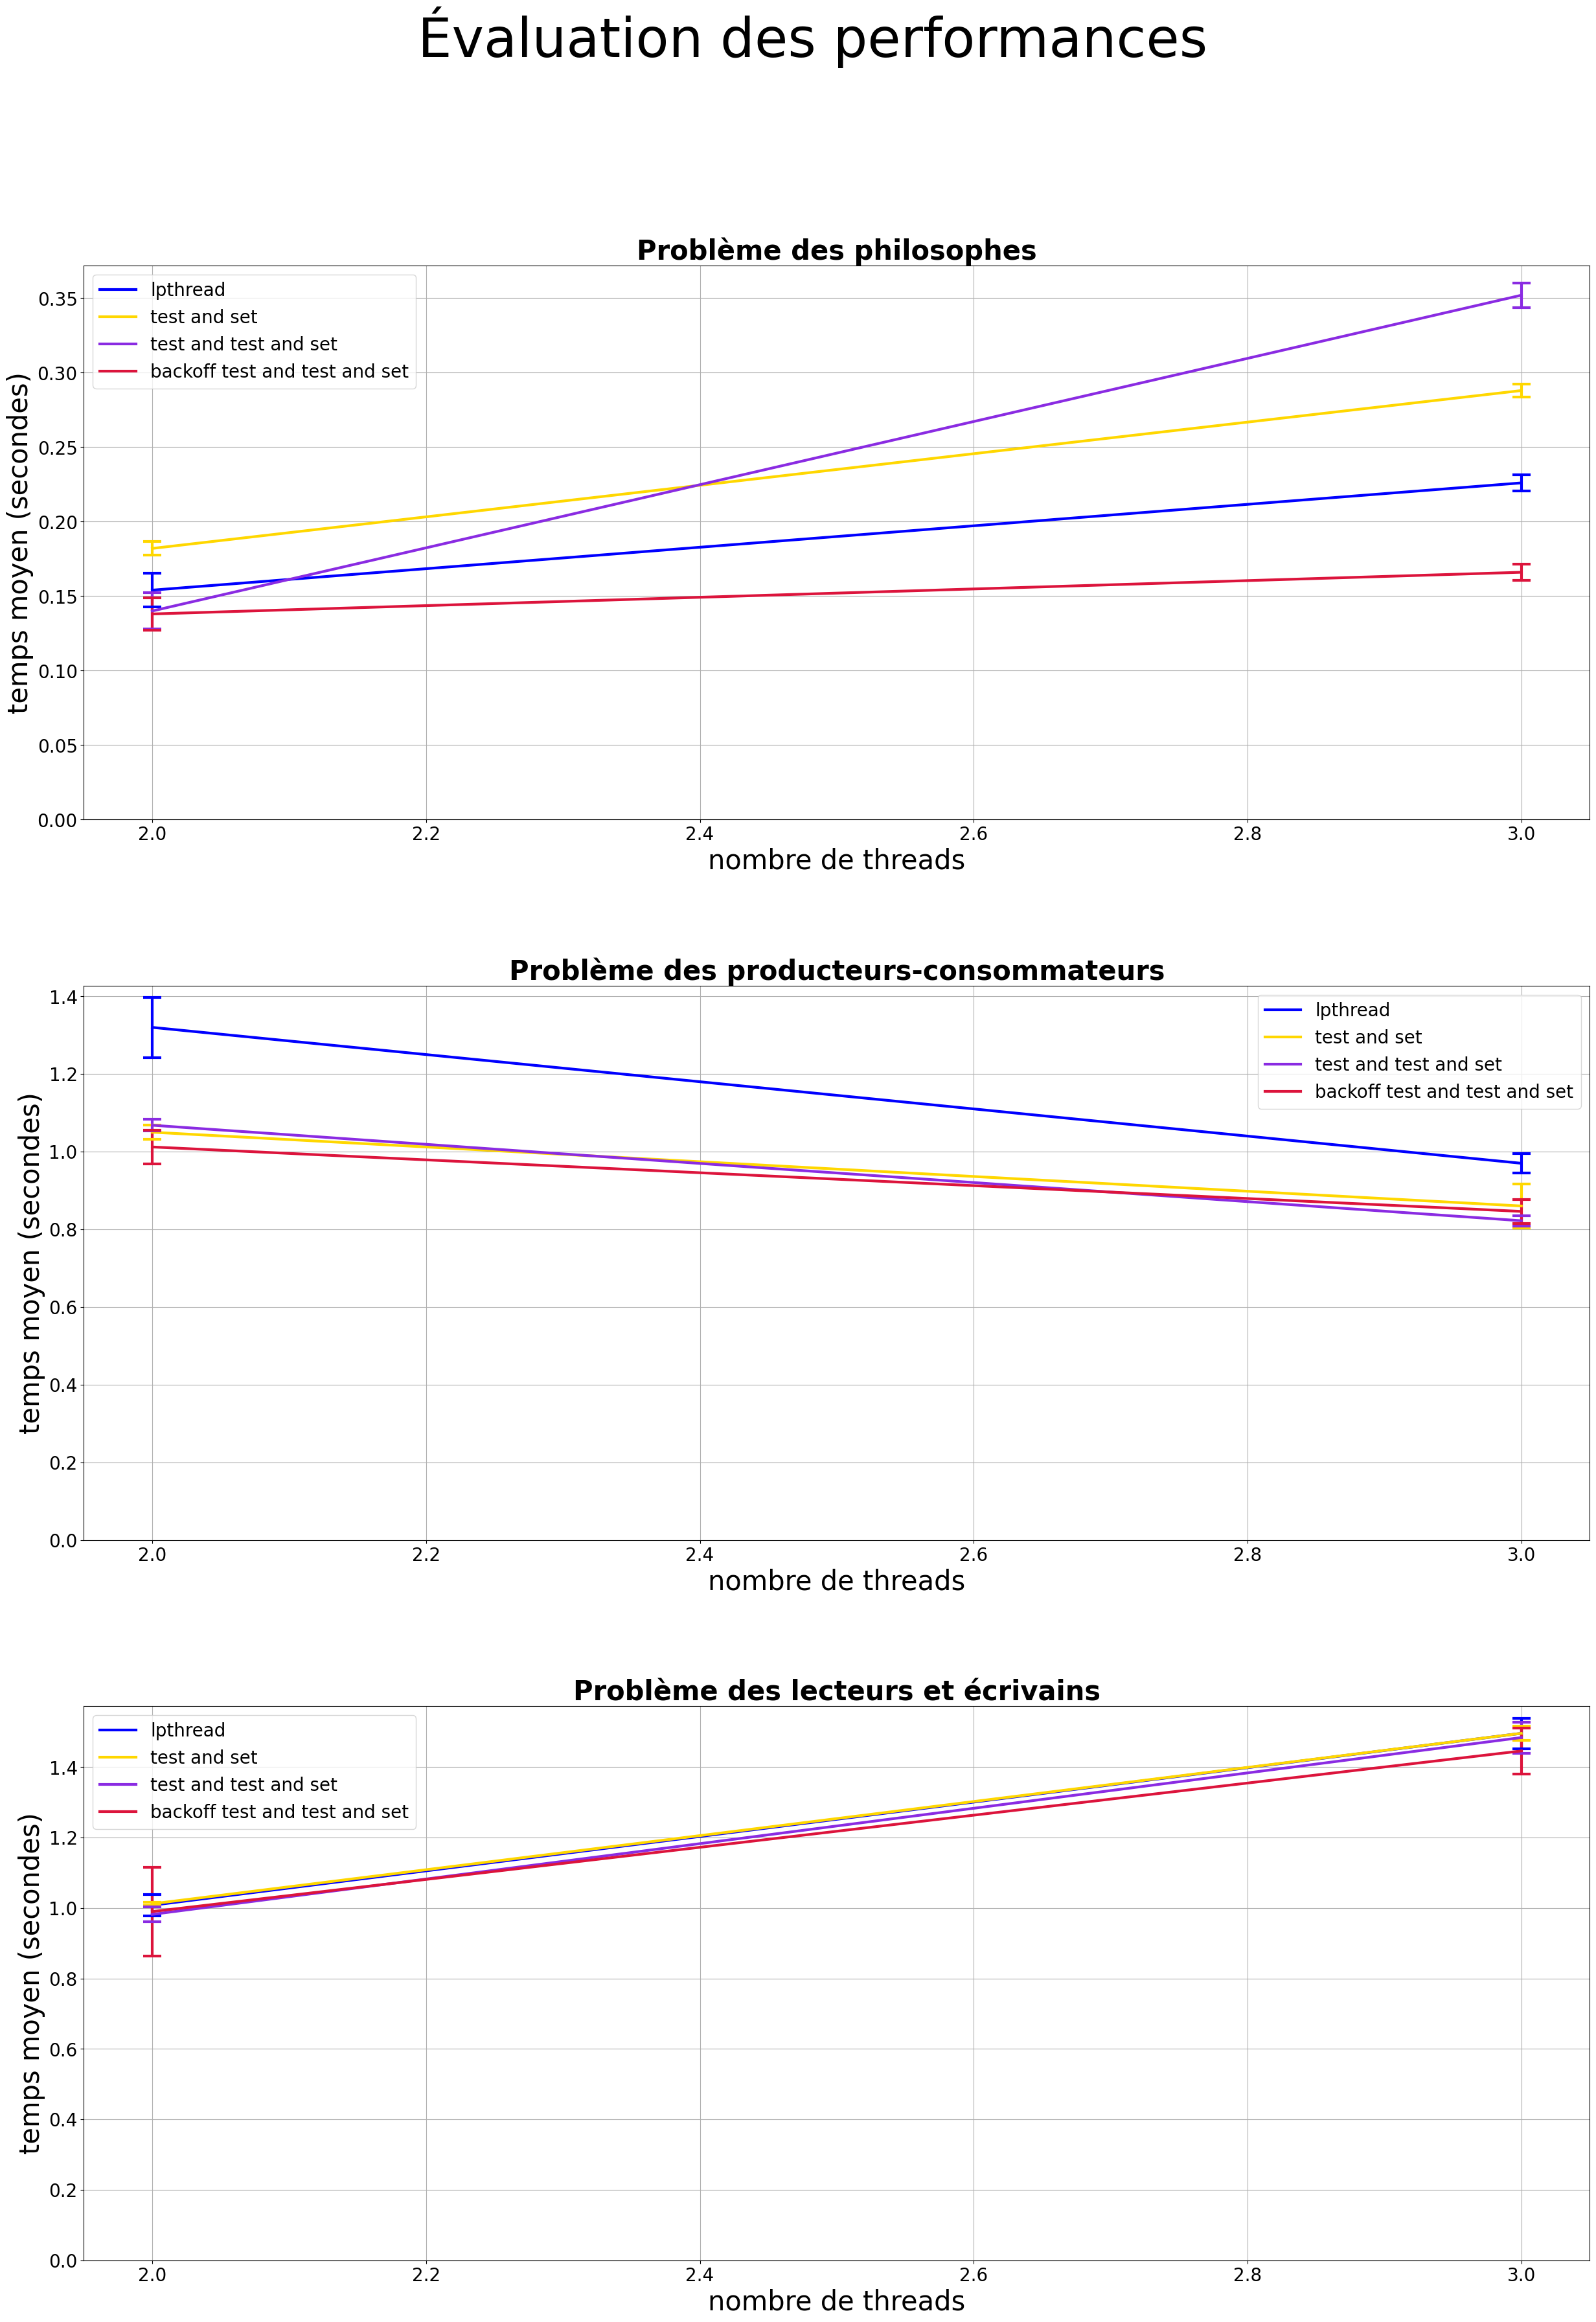 Évaluation des performances
Problème des philosophes
lpthread
test and set
test and test and set
backoff test and test and set
temps moyen (secondes)
0.35
0.30
0.25
0.20
0.15
0.10
0.05
0.00
2.0 2.2 2.4 2.6 2.8 3.0
nombre de threads
Problème des producteurs-consommateurs
lpthread
test and set
test and test and set
backoff test and test and set
temps moyen (secondes)
1.4
1.2
1.0
0.8
0.6
0.4
0.2
0.0
2.0 2.2 2.4 2.6 2.8 3.0
nombre de threads
Problème des lecteurs et écrivains
lpthread
test and set
test and test and set
backoff test and test and set
temps moyen (secondes)
1.4
1.2
1.0
0.8
0.6
0.4
0.2
0.0
2.0 2.2 2.4 2.6 2.8 3.0
nombre de threads